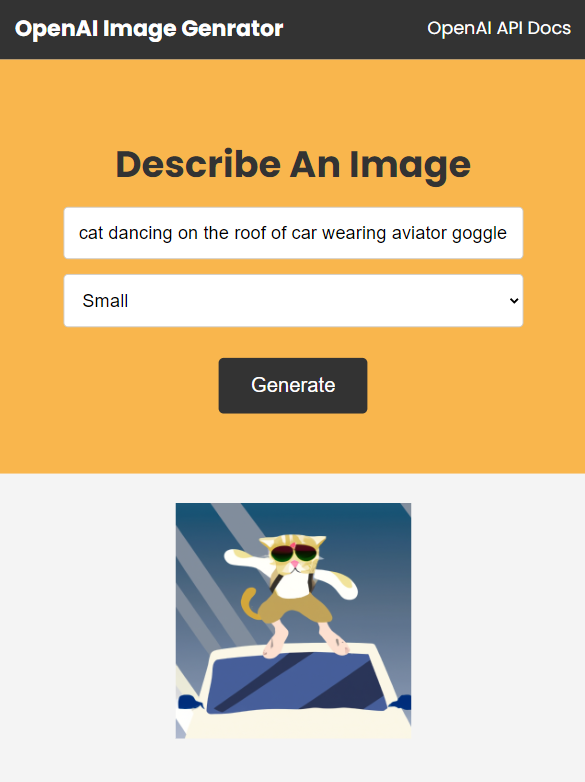 OpenAI Image Genrator
OpenAI API Docs
Describe An Image
cat dancing on the roof of car wearing aviator goggle
Small
Generate